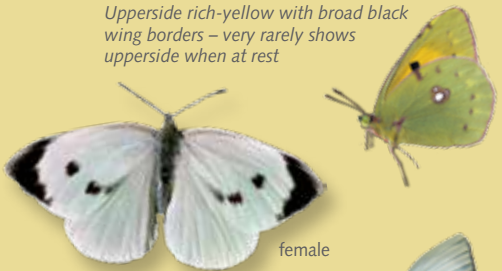 Upperside rich-yellow with broad black
wing borders – very rarely shows
upperside when at rest
female